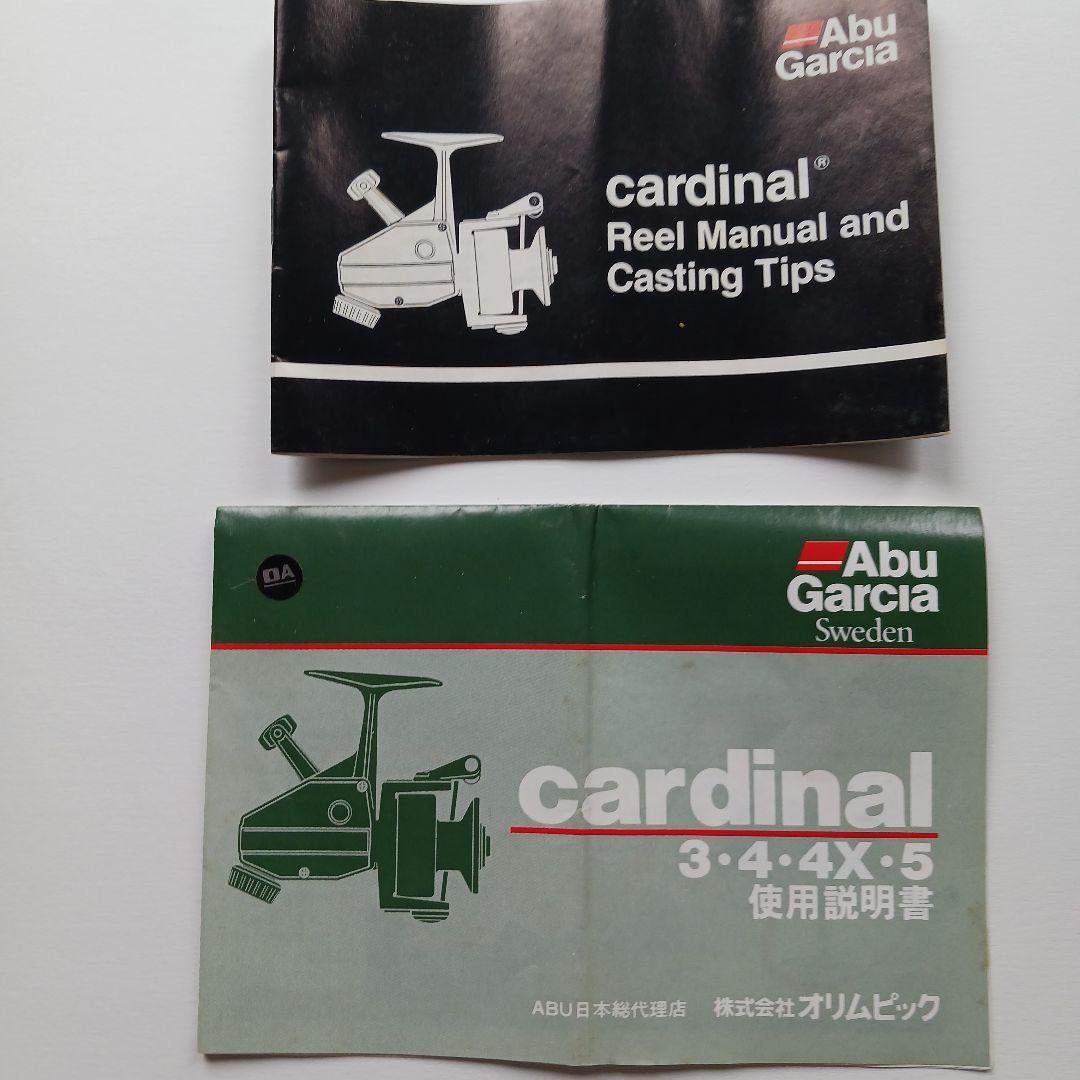 Abu
Garcia
cardinal®
Reel Manual and
Casting Tips
OA
Abu
Garcia
Sweden
cardinal
3・4・4X・5
使用説明書
ABU日本総代理店 株式会社オリムピック